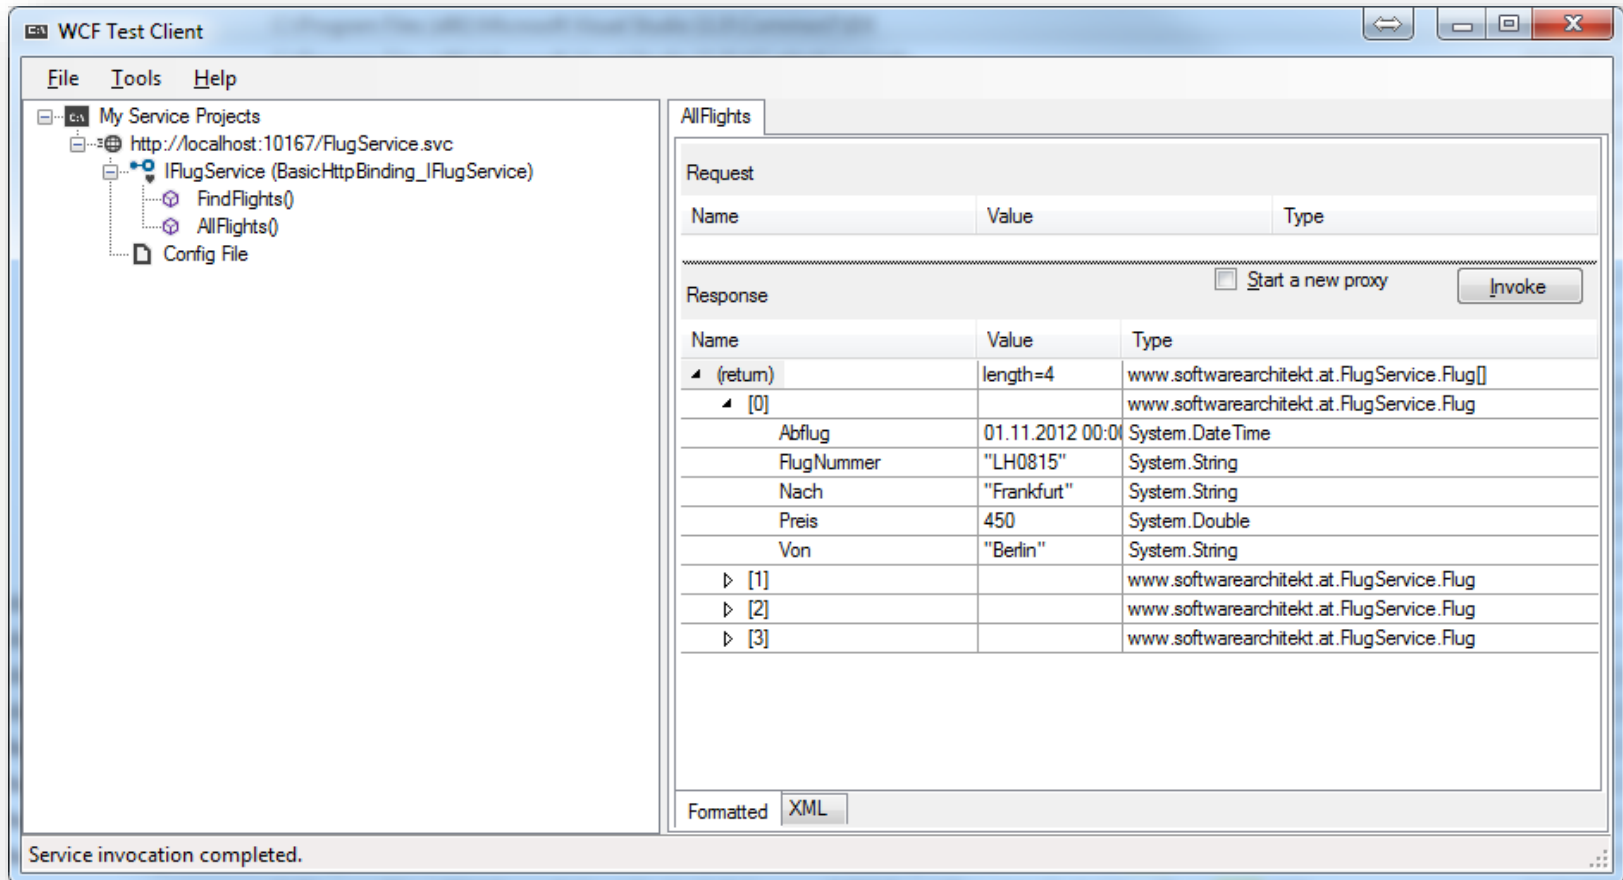 WCF Test Client
File Tools Help
My Service Projects
http://localhost:10167/FlugService.svc
IFlugService (BasicHttpBinding_IFlugService)
FindFlights()
AllFlights()
Config File
AllFlights
Request
Name Value Type
Start a new proxy Invoke
Response
Name Value Type
(return) length=4 www.softwarearchitekt.at.FlugService.Flug[]
[0] www.softwarearchitekt.at.FlugService.Flug
Abflug 01.11.2012 00:00 System.DateTime
FlugNummer "LH0815" System.String
Nach "Frankfurt" System.String
Preis 450 System.Double
Von "Berlin" System.String
[1] www.softwarearchitekt.at.FlugService.Flug
[2] www.softwarearchitekt.at.FlugService.Flug
[3] www.softwarearchitekt.at.FlugService.Flug
Formatted XML
Service invocation completed.